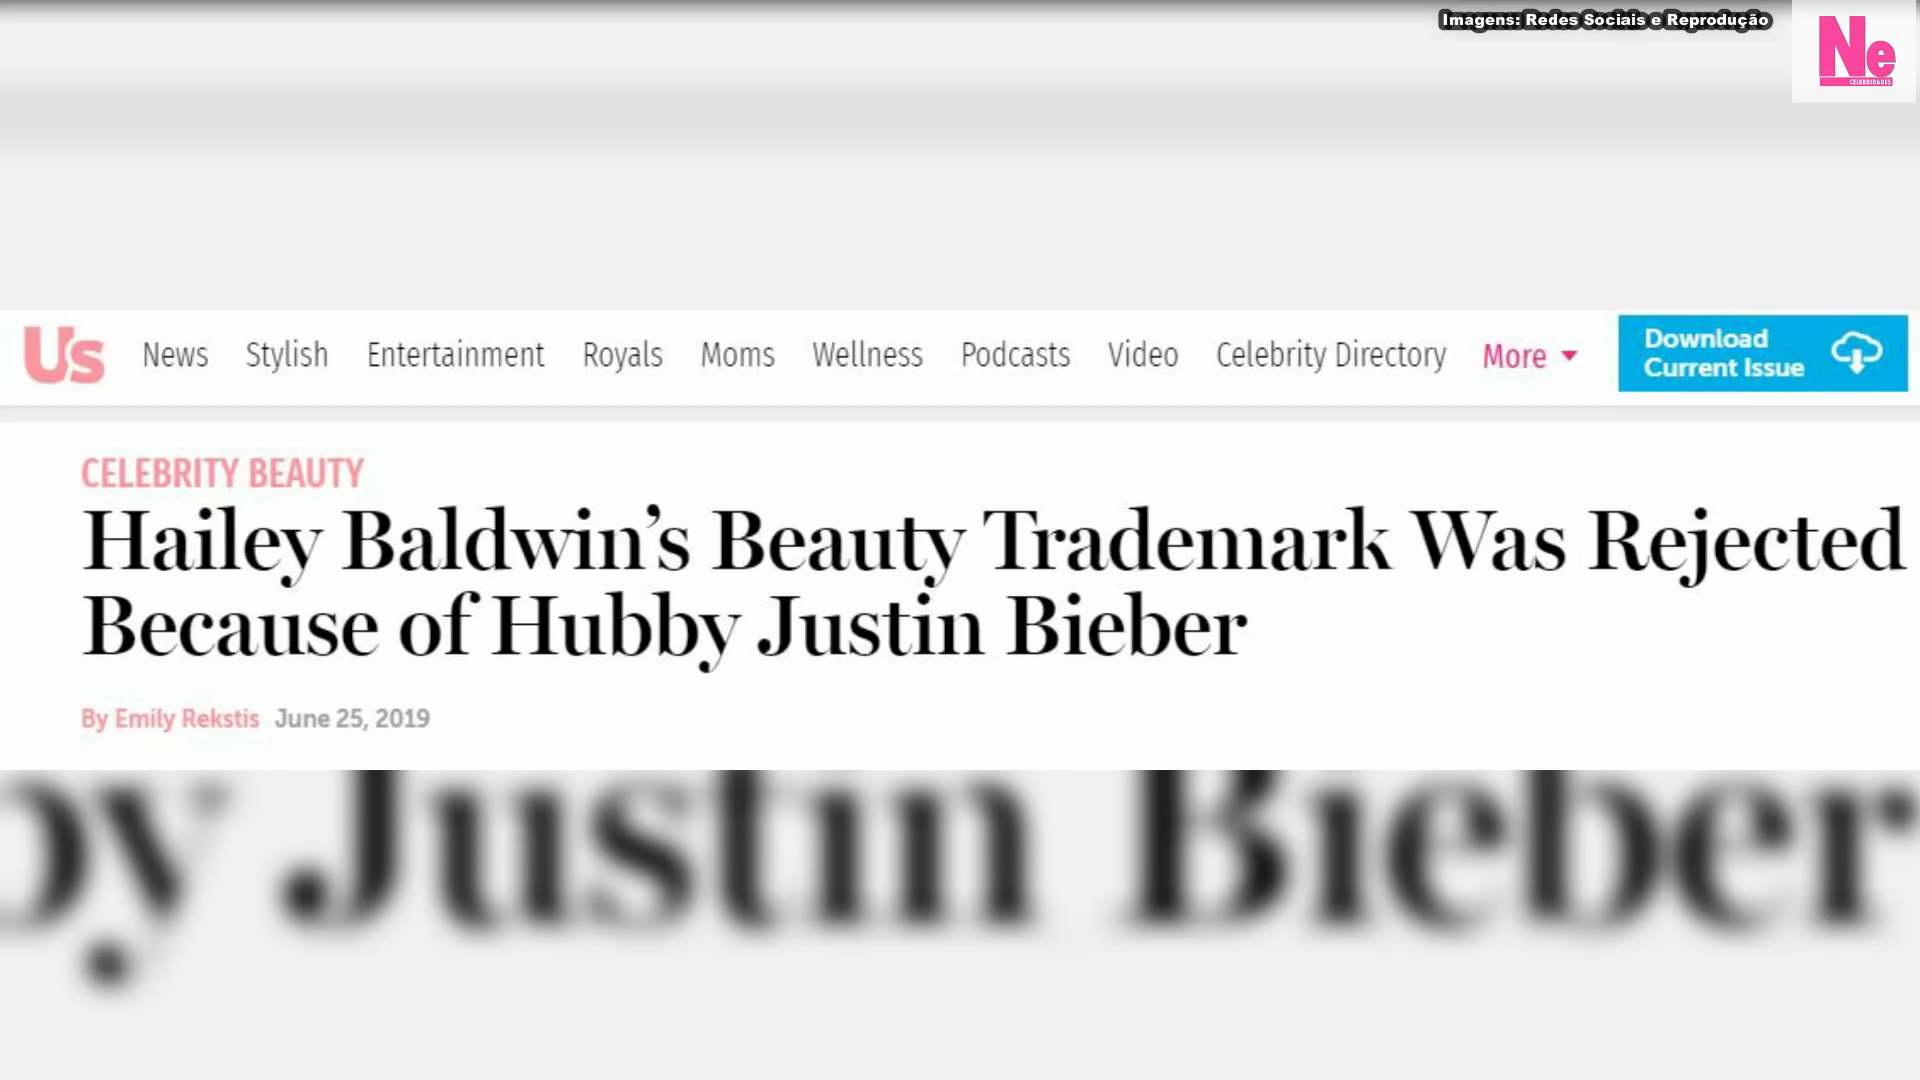 Imagens: Redes Sociais e Reprodução
Ne
CELEBRIDADES
Us News Stylish Entertainment Royals Moms Wellness Podcasts Video Celebrity Directory More Download Current Issue
CELEBRITY BEAUTY
Hailey Baldwin’s Beauty Trademark Was Rejected
Because of Hubby Justin Bieber
By Emily Rekstis June 25, 2019
by Justin Bieber